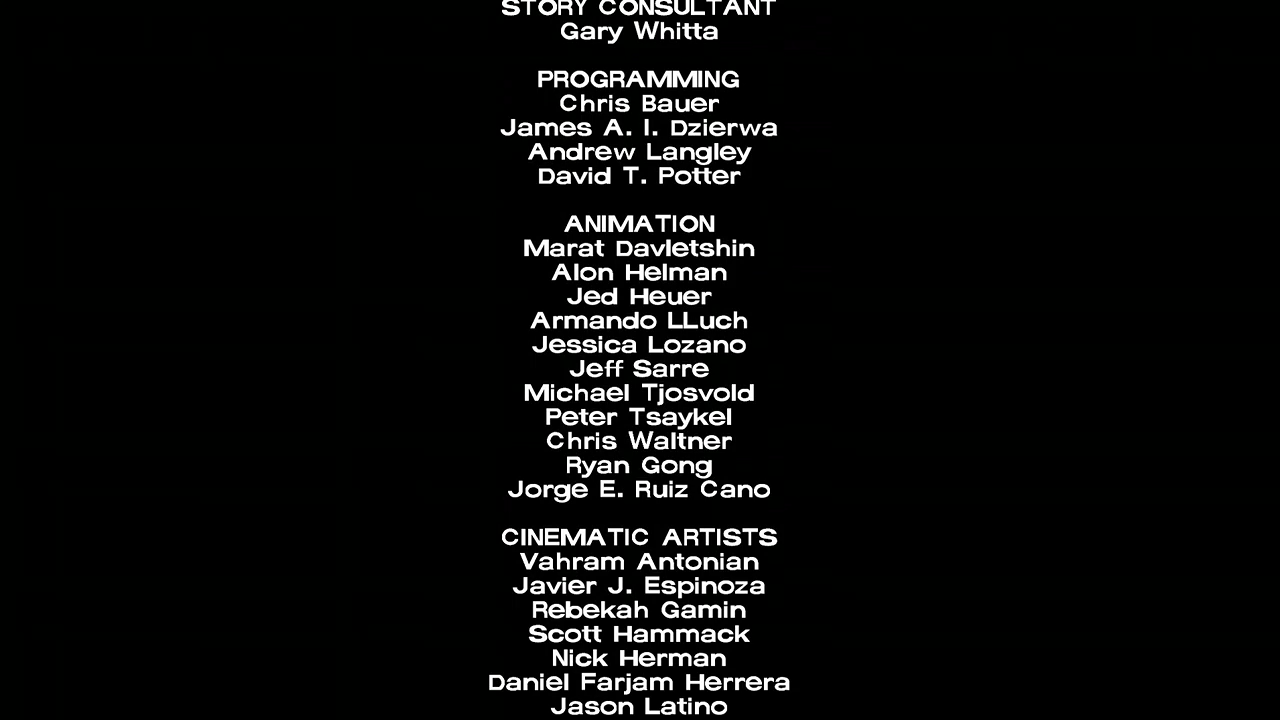 STORY CONSULTANT
Gary Whitta
PROGRAMMING
Chris Bauer
James A. I. Dzierwa
Andrew Langley
David T. Potter
ANIMATION
Marat Davletshin
Alon Helman
Jed Heuer
Armando LLuch
Jessica Lozano
Jeff Sarre
Michael Tjosvold
Peter Tsaykel
Chris Waltner
Ryan Gong
Jorge E. Ruiz Cano
CINEMATIC ARTISTS
Vahram Antonian
Javier J. Espinoza
Rebekah Gamin
Scott Hammack
Nick Herman
Daniel Farjam Herrera
Jason Latino